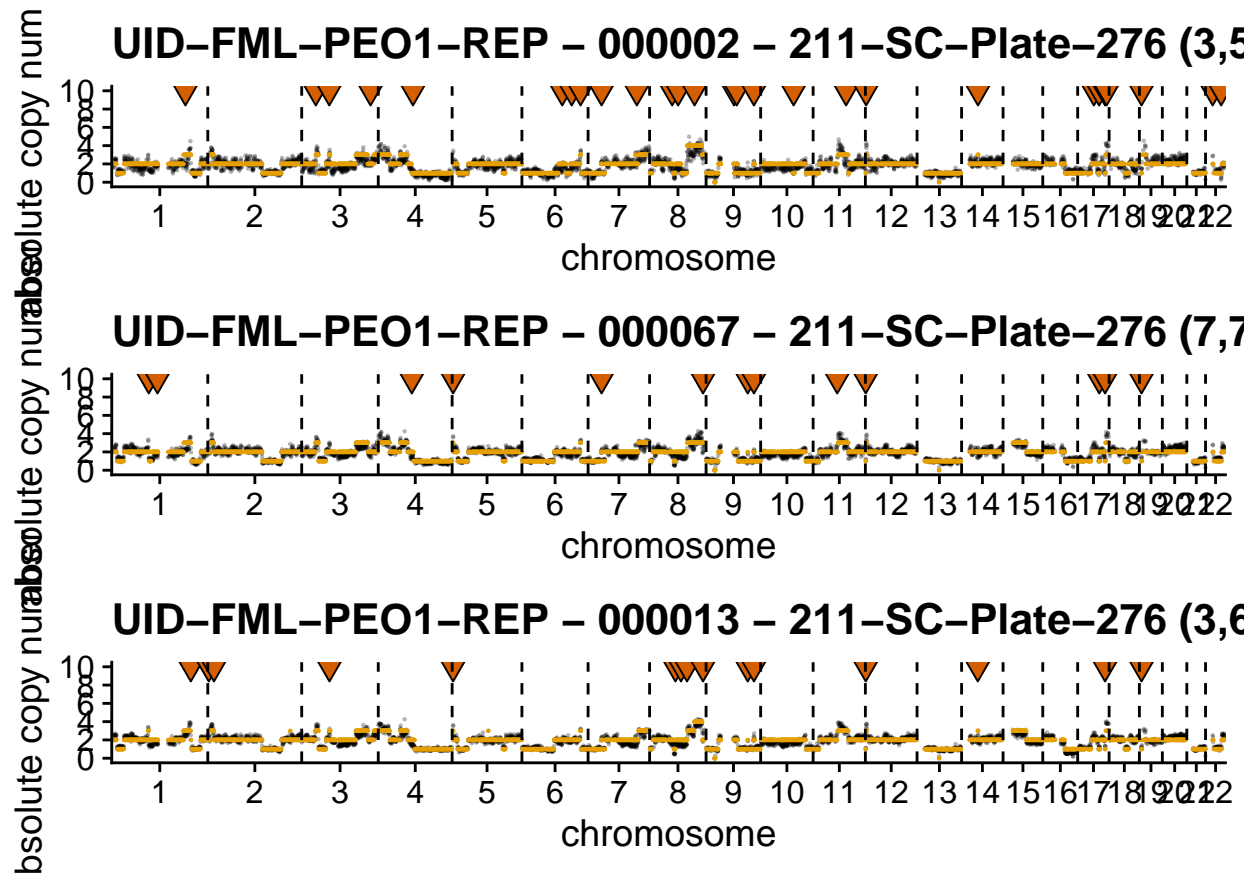 UID–FML–PEO1–REP – 000002 – 211–SC–Plate–276 (3,5
absolute copy num
10
8
6
4
2
0
1 2 3 4 5 6 7 8 9 10 11 12 13 14 15 16 17 18 19 20 21 22
chromosome
UID–FML–PEO1–REP – 000067 – 211–SC–Plate–276 (7,7
absolute copy num
10
8
6
4
2
0
1 2 3 4 5 6 7 8 9 10 11 12 13 14 15 16 17 18 19 20 21 22
chromosome
UID–FML–PEO1–REP – 000013 – 211–SC–Plate–276 (3,6
bsolute copy num
10
8
6
4
2
0
1 2 3 4 5 6 7 8 9 10 11 12 13 14 15 16 17 18 19 20 21 22
chromosome